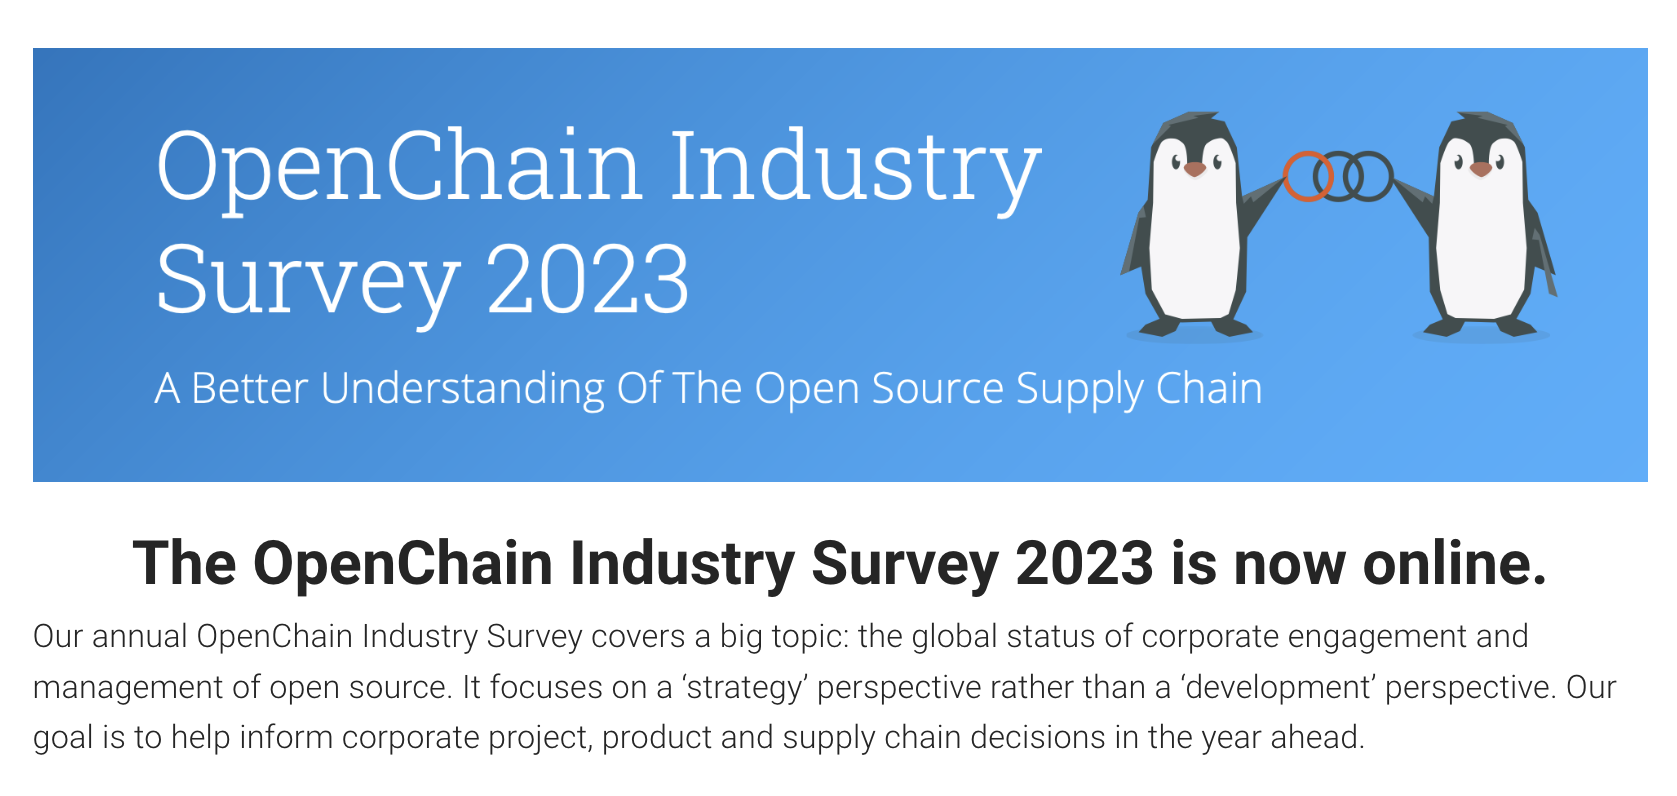 OpenChain Industry
Survey 2023
A Better Understanding Of The Open Source Supply Chain
The OpenChain Industry Survey 2023 is now online.
Our annual OpenChain Industry Survey covers a big topic: the global status of corporate engagement and
management of open source. It focuses on a ‘strategy’ perspective rather than a ‘development’ perspective. Our
goal is to help inform corporate project, product and supply chain decisions in the year ahead.